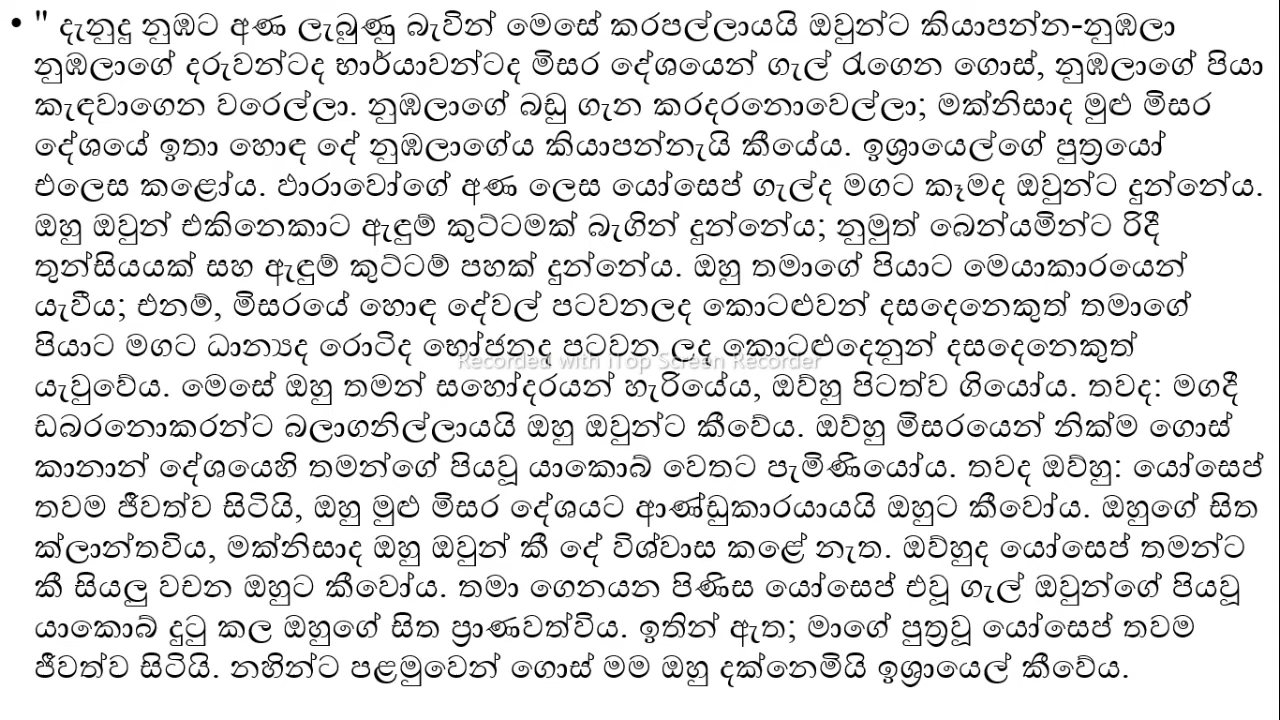 • " දැනුදු නුඹට අණ ලැබුණු බැවින් මෙසේ කරපල්ලායයි ඔවුන්ට කියාපන්න-නුඹලා
නුඹලාගේ දරුවන්ටද භාර්යාවන්ටද මිසර දේශයෙන් ගැල් රැගෙන ගොස්, නුඹලාගේ පියා
කැඳවාගෙන වරෙල්ලා. නුඹලාගේ බඩු ගැන කරදරනොවෙල්ලා; මක්නිසාද මුළු මිසර
දේශයේ ඉතා හොඳ දේ නුඹලාගේය කියාපන්නැයි කීයේය. ඉශ්‍රායෙල්ගේ පුත්‍රයෝ
එලෙස කළෝය. ඵාරාවෝගේ අණ ලෙස යෝසෙප් ගැල්ද මගට කෑමද ඔවුන්ට දුන්නේය.
ඔහු ඔවුන් එකිනෙකාට ඇඳුම් කුට්ටමක් බැගින් දුන්නේය; නුමුත් බෙන්යමින්ට රිදී
තුන්සියයක් සහ ඇඳුම් කුට්ටම් පහක් දුන්නේය. ඔහු තමාගේ පියාට මෙයාකාරයෙන්
යැවීය; එනම්, මිසරයේ හොඳ දේවල් පටවනලද කොටළුවන් දසදෙනෙකුත් තමාගේ
පියාට මගට ධාන්‍යද රොටිද භෝජනද පටවන ලද කොටළුදෙනුන් දසදෙනෙකුත්
Recorded with iTop Screen Recorder
යැවුවේය. මෙසේ ඔහු තමන් සහෝදරයන් හැරියේය, ඔව්හු පිටත්ව ගියෝය. තවද: මගදී
ඩබරනොකරන්ට බලාගනිල්ලායයි ඔහු ඔවුන්ට කීවේය. ඔව්හු මිසරයෙන් නික්ම ගොස්
කානාන් දේශයෙහි තමන්ගේ පියවූ යාකොබ් වෙතට පැමිණියෝය. තවද ඔව්හු: යෝසෙප්
තවම ජීවත්ව සිටියි, ඔහු මුළු මිසර දේශයට ආණ්ඩුකාරයායයි ඔහුට කීවෝය. ඔහුගේ සිත
ක්ලාන්තවිය, මක්නිසාද ඔහු ඔවුන් කී දේ විශ්වාස කළේ නැත. ඔව්හුද යෝසෙප් තමන්ට
කී සියලු වචන ඔහුට කීවෝය. තමා ගෙනයන පිණිස යෝසෙප් එවූ ගැල් ඔවුන්ගේ පියවූ
යාකොබ් දුටු කල ඔහුගේ සිත ප්‍රාණවත්විය. ඉතින් ඇත; මාගේ පුත්‍රවූ යෝසෙප් තවම
ජීවත්ව සිටියි. නහින්ට පළමුවෙන් ගොස් මම ඔහු දක්නෙමියි ඉශ්‍රායෙල් කීවේය.